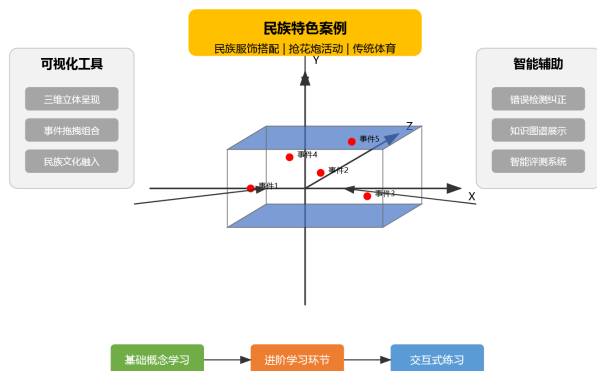 民族特色案例
民族服饰搭配 | 抢花炮活动 | 传统体育
可视化工具
三维立体呈现
事件拖拽组合
民族文化融入
智能辅助
错误检测纠正
知识图谱展示
智能评测系统
Y
Z
X
事件5
事件4
事件2
事件1
事件3
基础概念学习
进阶学习环节
交互式练习